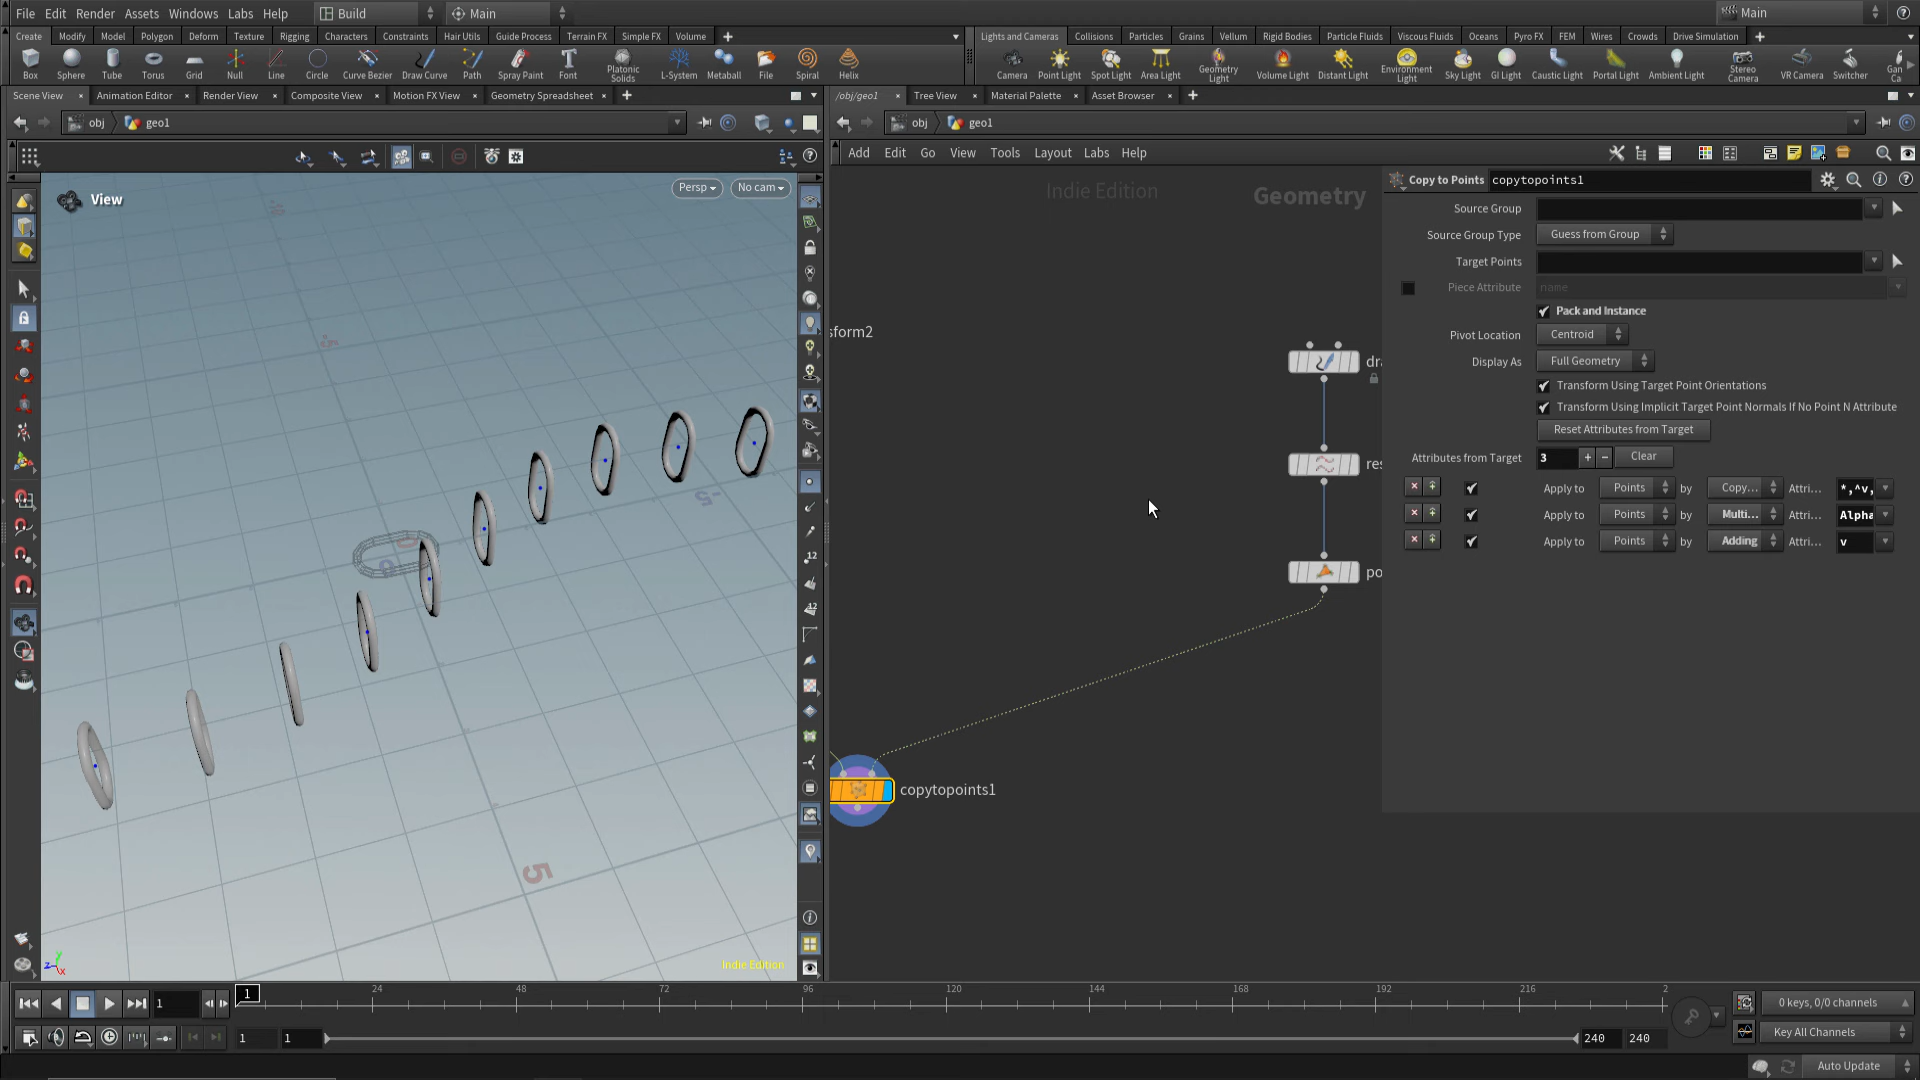 File Edit Render Assets Windows Labs Help Build Main Main
Create Modify Model Polygon Deform Texture Rigging Characters Constraints Hair Utils Guide Process Terrain FX Simple FX Volume
Lights and Cameras Collisions Particles Grains Vellum Rigid Bodies Particle Fluids Viscous Fluids Oceans Pyro FX FEM Wires Crowds Drive Simulation
Box Sphere Tube Torus Grid Null Line Circle Curve Bezier Draw Curve Path Spray Paint Font Platonic Solids L-System Metaball File Spiral Helix
Camera Point Light Spot Light Area Light Geometry Light Volume Light Distant Light Environment Light Sky Light GI Light Caustic Light Portal Light Ambient Light Stereo Camera VR Camera Switcher Gan Ca
Scene View Animation Editor Render View Composite View Motion FX View Geometry Spreadsheet
/obj/geo1 Tree View Material Palette Asset Browser
obj geo1
obj geo1
Add Edit Go View Tools Layout Labs Help
View
Persp No cam
Indie Edition
Geometry
Copy to Points copytopoints1
Source Group
Source Group Type Guess from Group
Target Points
Piece Attribute name
Pack and Instance
Pivot Location Centroid
Display As Full Geometry
Transform Using Target Point Orientations
Transform Using Implicit Target Point Normals If No Point N Attribute
Reset Attributes from Target
Attributes from Target 3 + − Clear
Apply to Points by Copy... Attri... *,^v,
Apply to Points by Multi... Attri... Alpha
Apply to Points by Adding Attri... v
sform2
dra
res
po
copytopoints1
-5
5
12
12
Indie Edition
1 1 24 48 72 96 120 144 168 192 216 2
0 keys, 0/0 channels
1 1 240 240
Key All Channels
Auto Update